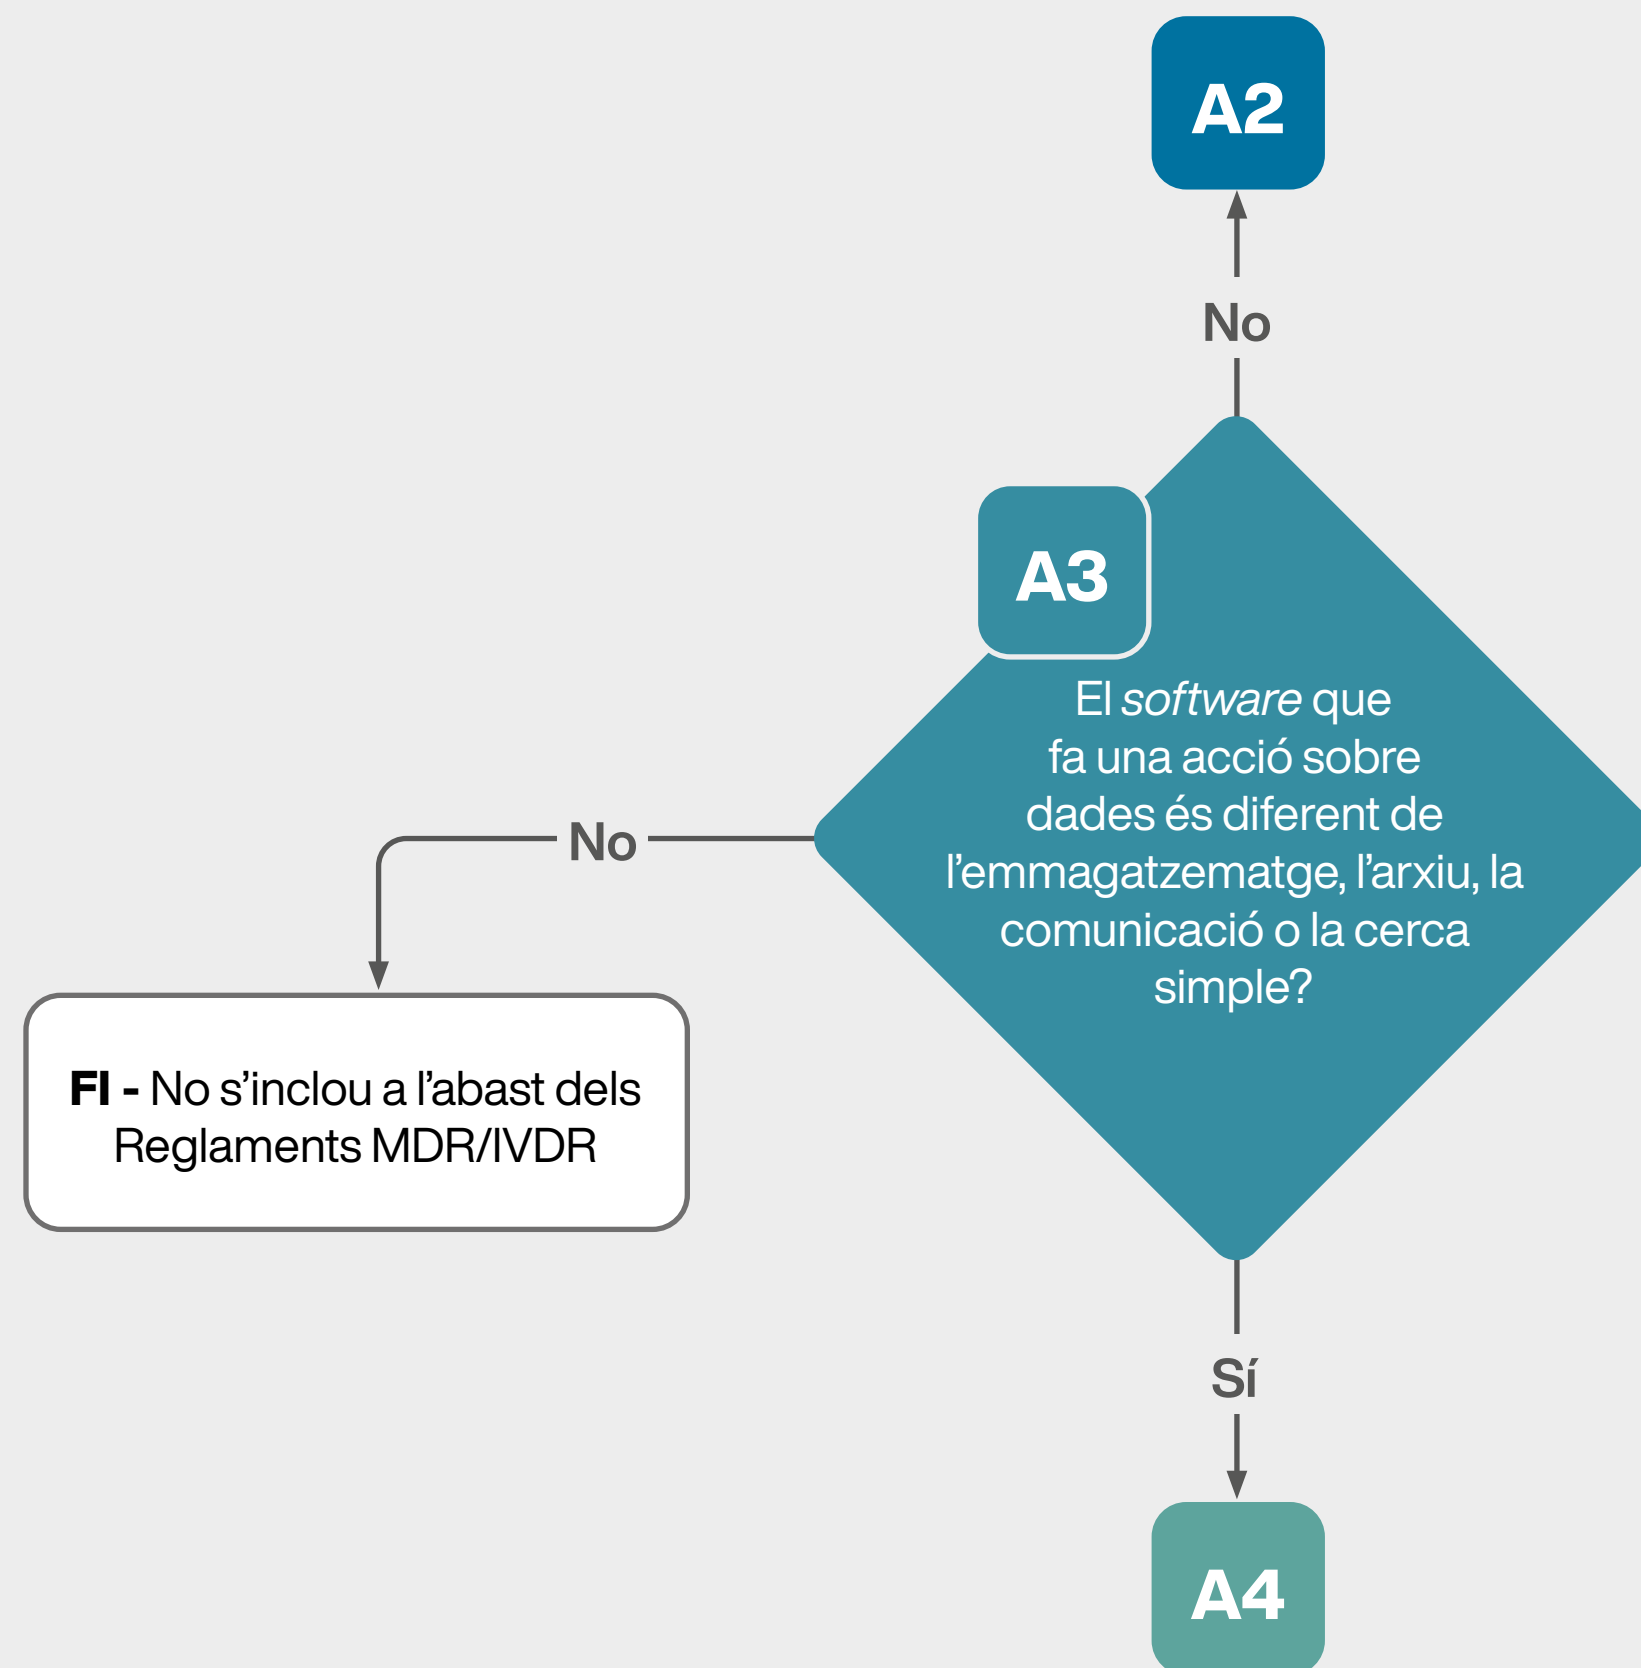 A2
No
A3
El software que
fa una acció sobre
dades és diferent de
l’emmagatzematge, l’arxiu, la
comunicació o la cerca
simple?
No
FI - No s’inclou a l’abast dels
Reglaments MDR/IVDR
Sí
A4